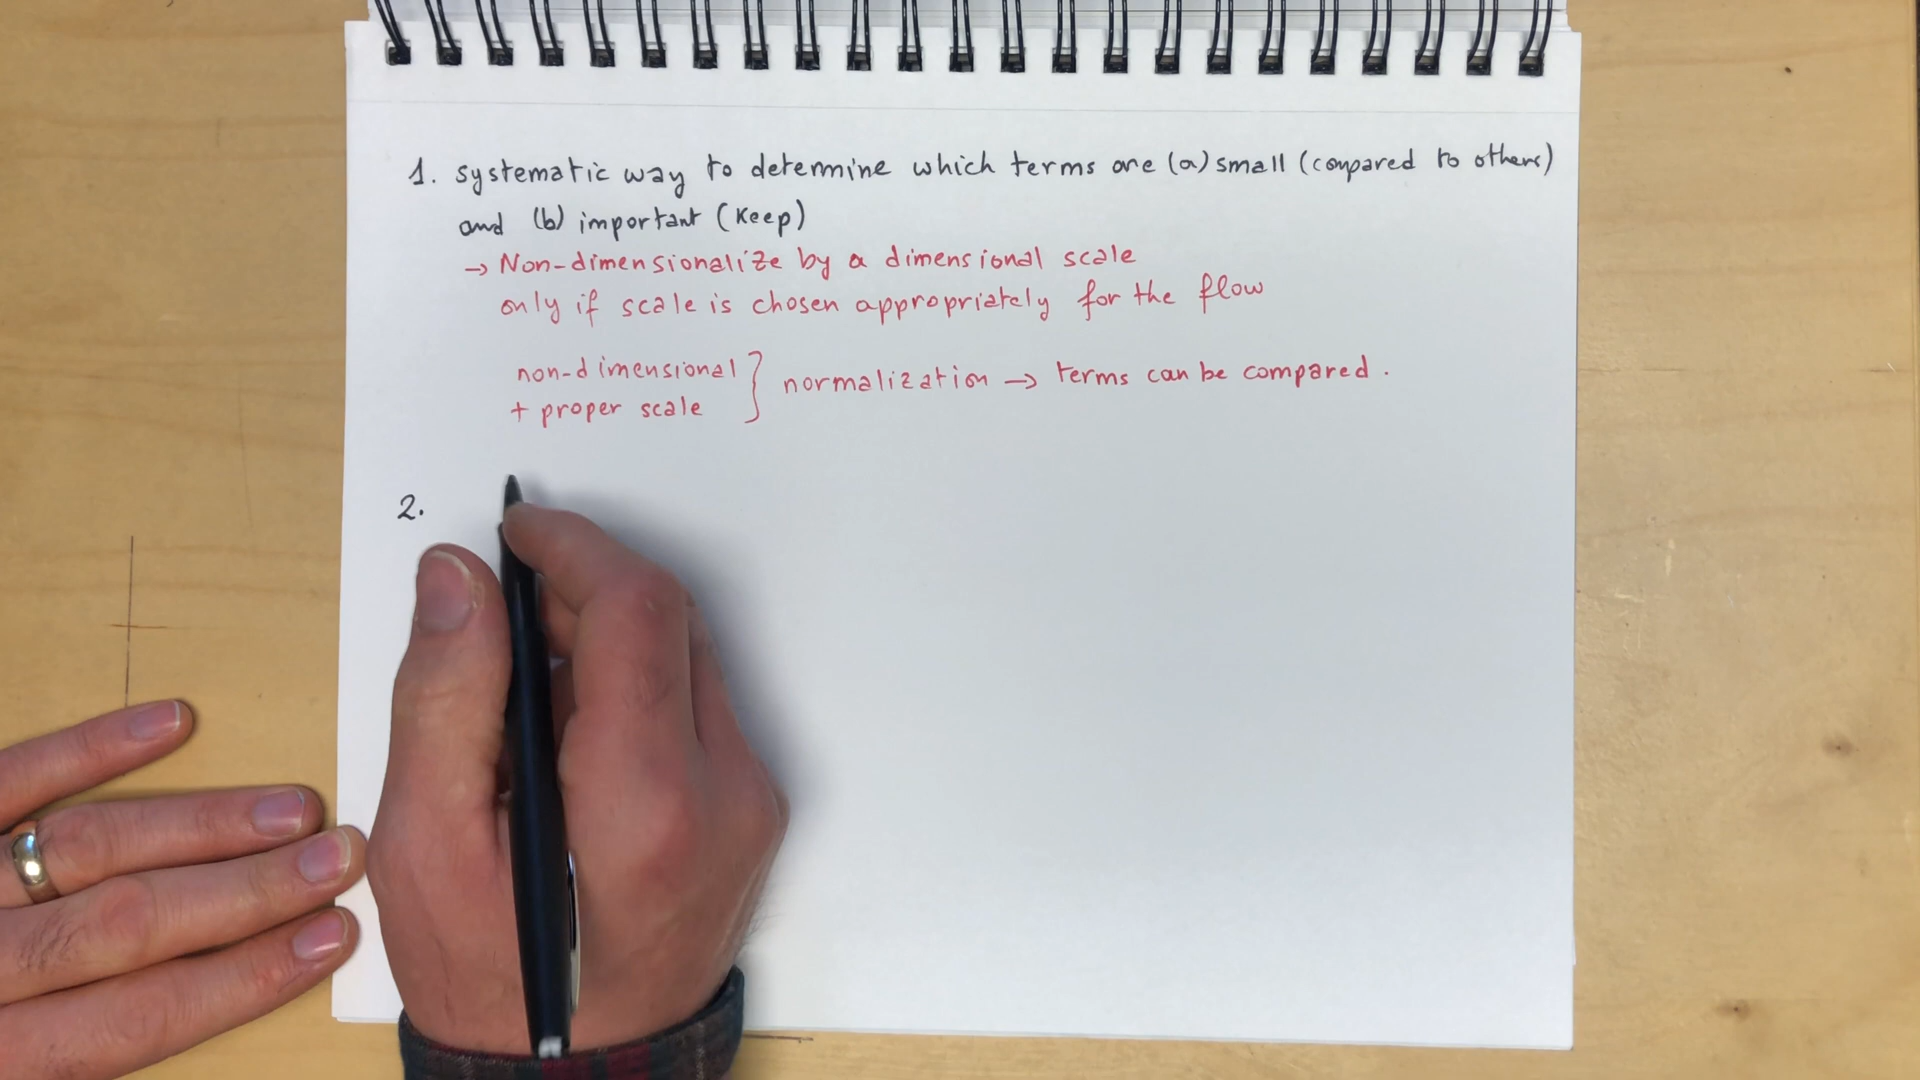 1. systematic way to determine which terms are (a) small (compared to others)
and (b) important (keep)
→ Non-dimensionalize by a dimensional scale
only if scale is chosen appropriately for the flow
non-dimensional
+ proper scale } normalization → terms can be compared.
2.